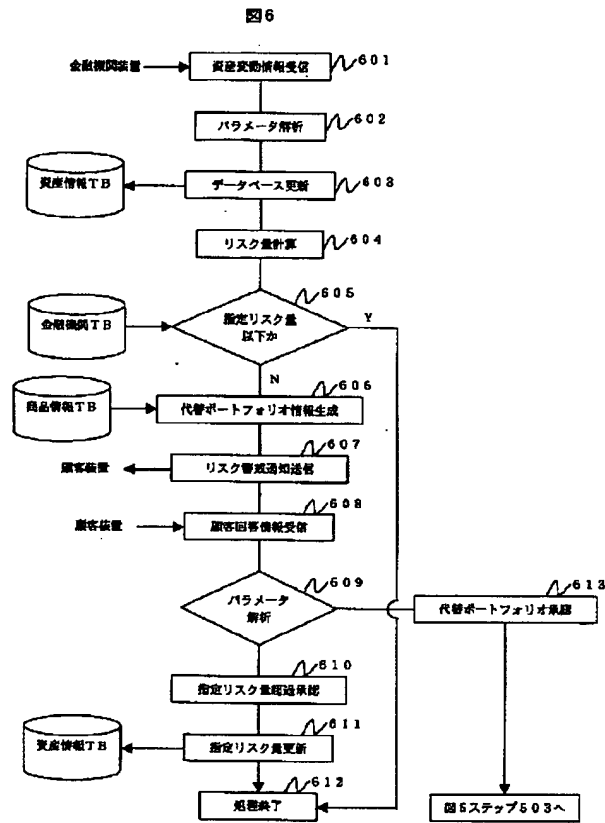 図6
金融機関装置
資産変動情報受信
601
パラメータ解析
602
資産情報TB
データベース更新
603
リスク量計算
604
605
金融機関TB
指定リスク量
以下か
Y
N
商品情報TB
606
代替ポートフォリオ情報生成
607
顧客装置
リスク警戒通知送信
608
顧客装置
顧客回答情報受信
609
パラメータ
解析
613
代替ポートフォリオ承認
610
指定リスク量超過承認
611
資産情報TB
指定リスク量更新
612
処理終了
図5ステップ503へ